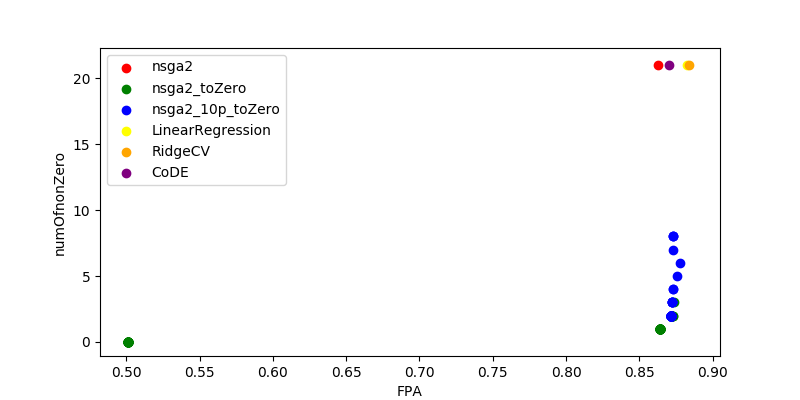 nsga2
nsga2_toZero
nsga2_10p_toZero
LinearRegression
RidgeCV
CoDE
numOfnonZero
20
15
10
5
0
0.50 0.55 0.60 0.65 0.70 0.75 0.80 0.85 0.90
FPA